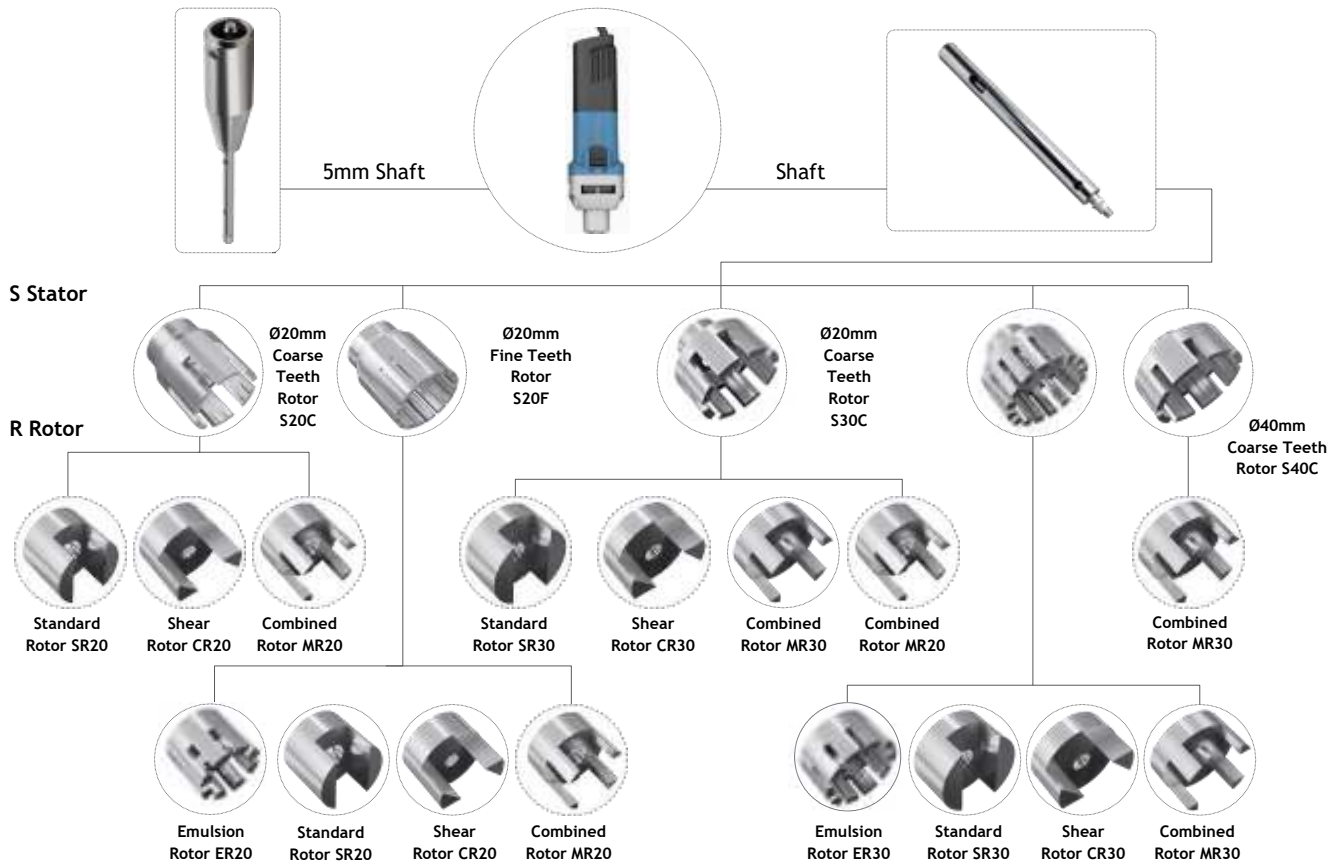 5mm Shaft
Shaft
S Stator
Ø20mm
Coarse
Teeth
Rotor
S20C
Ø20mm
Fine Teeth
Rotor
S20F
Ø20mm
Coarse
Teeth
Rotor
S30C
Ø40mm
Coarse Teeth
Rotor S40C
R Rotor
Standard
Rotor SR20
Shear
Rotor CR20
Combined
Rotor MR20
Standard
Rotor SR30
Shear
Rotor CR30
Combined
Rotor MR30
Combined
Rotor MR20
Combined
Rotor MR30
Emulsion
Rotor ER20
Standard
Rotor SR20
Shear
Rotor CR20
Combined
Rotor MR20
Emulsion
Rotor ER30
Standard
Rotor SR30
Shear
Rotor CR30
Combined
Rotor MR30